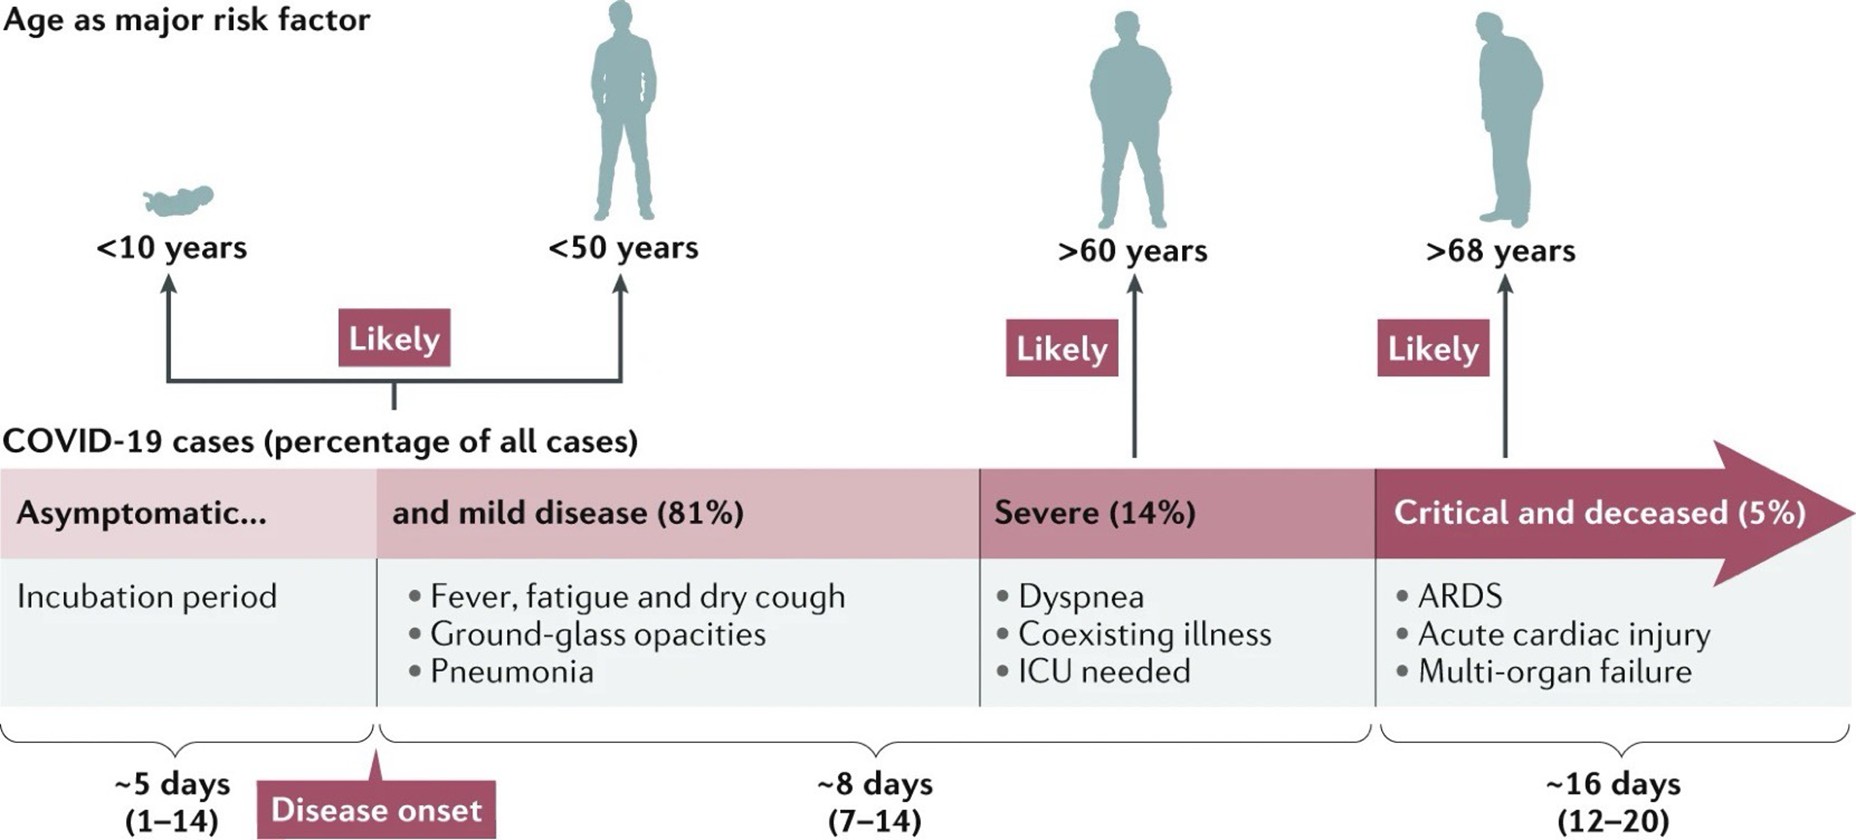 Age as major risk factor
<10 years
<50 years
>60 years
>68 years
Likely
Likely
Likely
COVID-19 cases (percentage of all cases)
Asymptomatic...
and mild disease (81%)
Severe (14%)
Critical and deceased (5%)
Incubation period
• Fever, fatigue and dry cough
• Ground-glass opacities
• Pneumonia
• Dyspnea
• Coexisting illness
• ICU needed
• ARDS
• Acute cardiac injury
• Multi-organ failure
~5 days
(1–14)
Disease onset
~8 days
(7–14)
~16 days
(12–20)